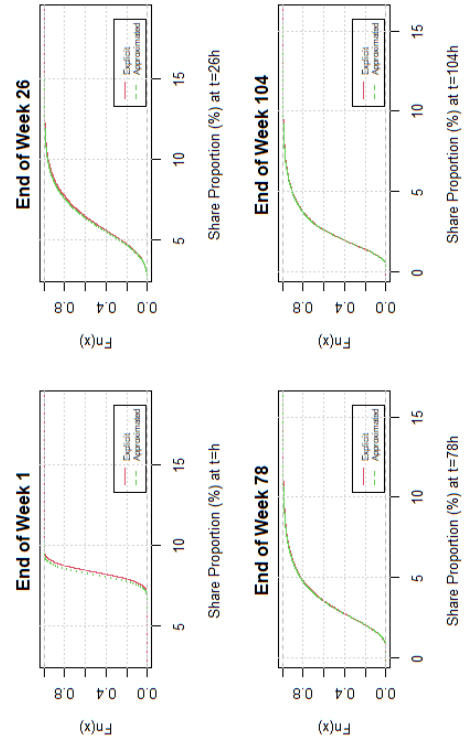 End of Week 1
Fn(x)
0.0 0.4 0.8
5 10 15
Share Proportion (%) at t=h
Explicit
Approximated
End of Week 26
Fn(x)
0.0 0.4 0.8
5 10 15
Share Proportion (%) at t=26h
Explicit
Approximated
End of Week 78
Fn(x)
0.0 0.4 0.8
0 5 10 15
Share Proportion (%) at t=78h
Explicit
Approximated
End of Week 104
Fn(x)
0.0 0.4 0.8
0 5 10 15
Share Proportion (%) at t=104h
Explicit
Approximated